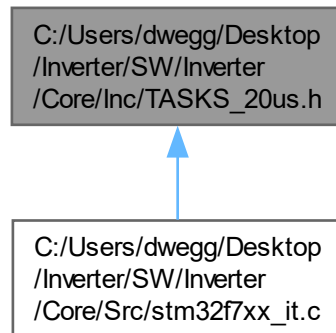 C:/Users/dwegg/Desktop
/Inverter/SW/Inverter
/Core/Inc/TASKS_20us.h
C:/Users/dwegg/Desktop
/Inverter/SW/Inverter
/Core/Src/stm32f7xx_it.c